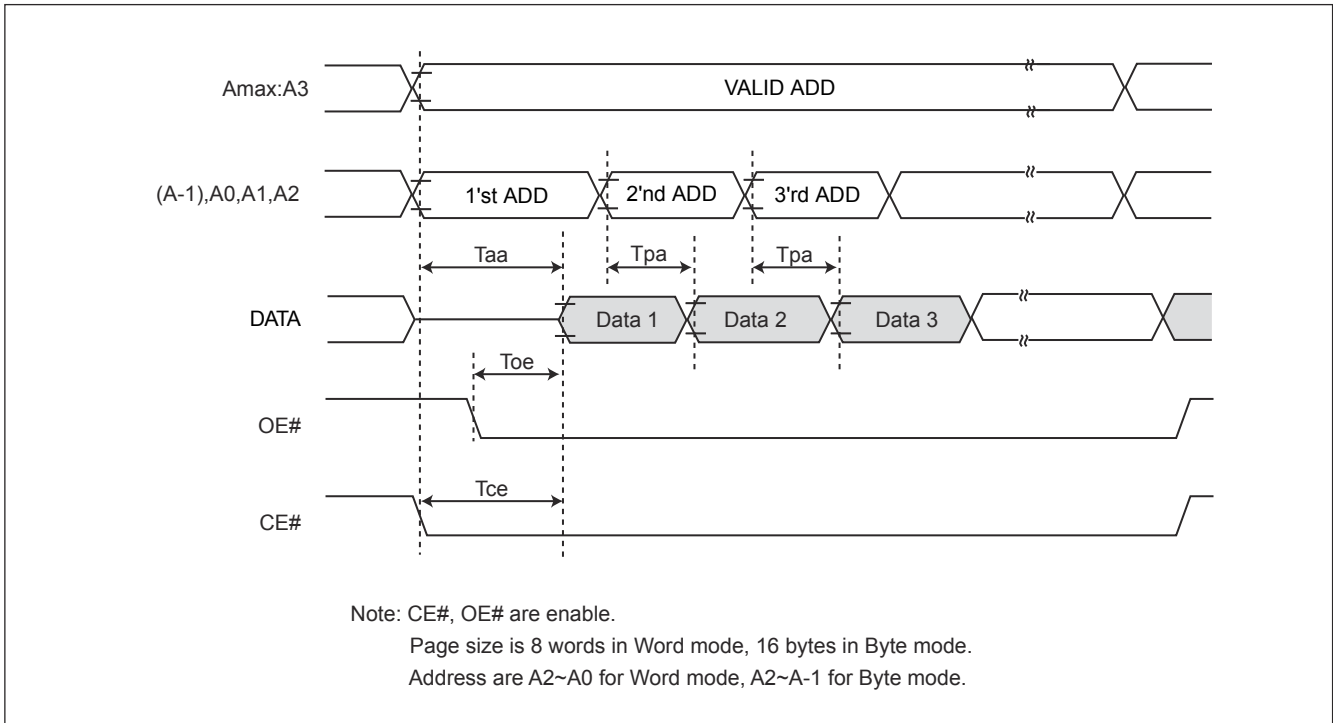 Amax:A3
VALID ADD
(A-1),A0,A1,A2
1'st ADD
2'nd ADD
3'rd ADD
Taa
Tpa
Tpa
DATA
Data 1
Data 2
Data 3
Toe
OE#
Tce
CE#
Note: CE#, OE# are enable.
Page size is 8 words in Word mode, 16 bytes in Byte mode.
Address are A2~A0 for Word mode, A2~A-1 for Byte mode.